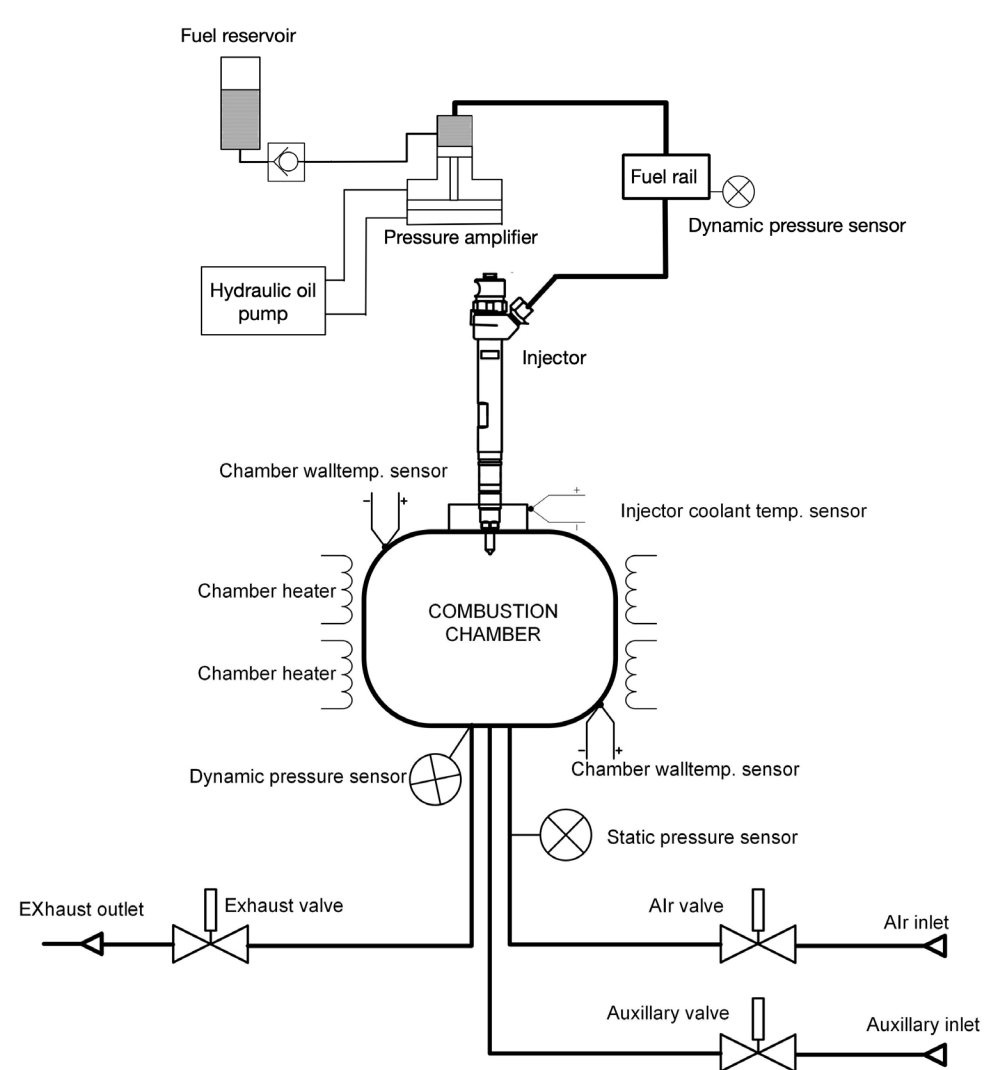 Fuel reservoir
Fuel rail
Dynamic pressure sensor
Pressure amplifier
Hydraulic oil
pump
Injector
Chamber walltemp. sensor
- +
+
Injector coolant temp. sensor
-
Chamber heater
COMBUSTION
CHAMBER
Chamber heater
- +
Chamber walltemp. sensor
Dynamic pressure sensor
Static pressure sensor
EXhaust outlet
Exhaust valve
AIr valve
AIr inlet
Auxillary valve
Auxillary inlet